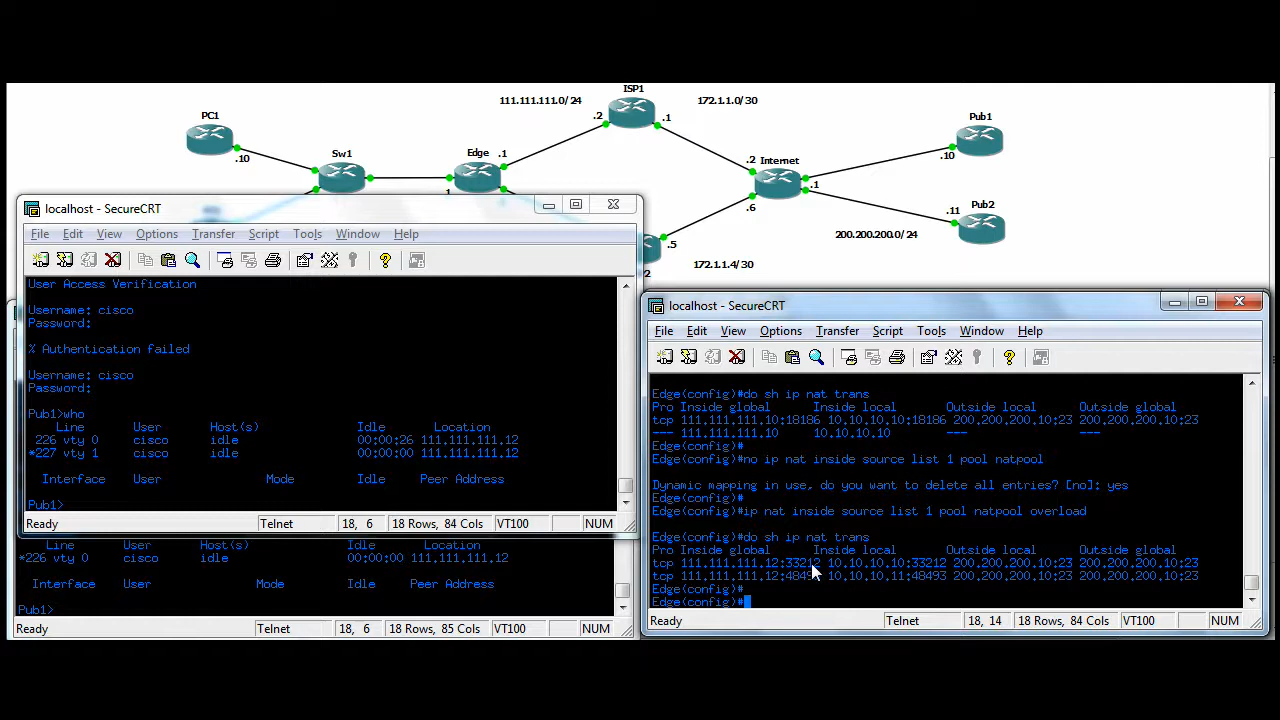 ISP1
111.111.111.0/24
172.1.1.0/30
PC1
.2
.1
Pub1
Sw1
Edge
.1
.2
Internet
.10
.10
1
.1
.6
.11
Pub2
200.200.200.0/24
.5
172.1.1.4/30
2
localhost - SecureCRT
File Edit View Options Transfer Script Tools Window Help
User Access Verification
Username: cisco
Password:
% Authentication failed
Username: cisco
Password:
Pub1>who
Line User Host(s) Idle Location
226 vty 0 cisco idle 00:00:26 111.111.111.12
*227 vty 1 cisco idle 00:00:00 111.111.111.12
Interface User Mode Idle Peer Address
Pub1>
Ready Telnet 18, 6 18 Rows, 84 Cols VT100 NUM
Line User Host(s) Idle Location
*226 vty 0 cisco idle 00:00:00 111.111.111.12
Interface User Mode Idle Peer Address
Pub1>
Ready Telnet 18, 6 18 Rows, 85 Cols VT100 NUM
localhost - SecureCRT
File Edit View Options Transfer Script Tools Window Help
Edge(config)#do sh ip nat trans
Pro Inside global Inside local Outside local Outside global
tcp 111.111.111.10:18186 10.10.10.10:18186 200.200.200.10:23 200.200.200.10:23
--- 111.111.111.10 10.10.10.10 --- ---
Edge(config)#
Edge(config)#no ip nat inside source list 1 pool natpool
Dynamic mapping in use, do you want to delete all entries? [no]: yes
Edge(config)#
Edge(config)#ip nat inside source list 1 pool natpool overload
Edge(config)#do sh ip nat trans
Pro Inside global Inside local Outside local Outside global
tcp 111.111.111.12:33212 10.10.10.10:33212 200.200.200.10:23 200.200.200.10:23
tcp 111.111.111.12:4849 10.10.10.11:48493 200.200.200.10:23 200.200.200.10:23
Edge(config)#
Edge(config)#
Ready Telnet 18, 14 18 Rows, 84 Cols VT100 NUM